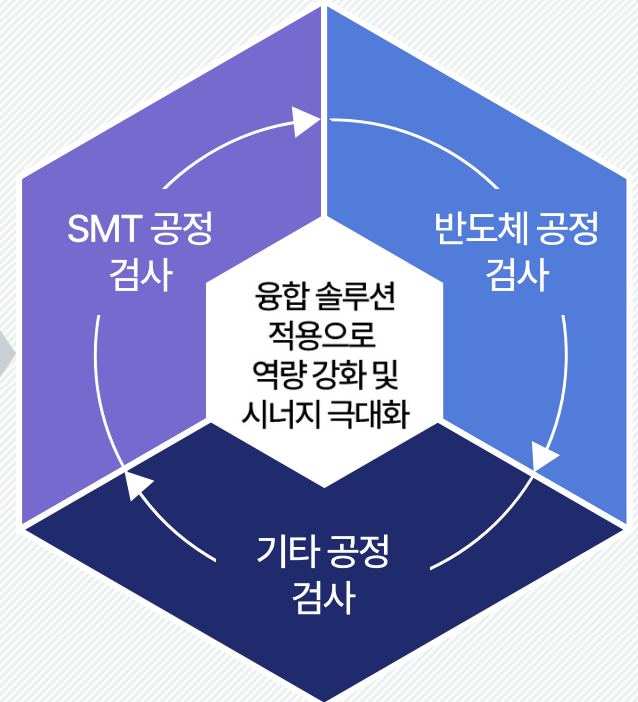 SMT 공정
검사
반도체 공정
검사
융합 솔루션
적용으로
역량 강화 및
시너지 극대화
기타 공정
검사